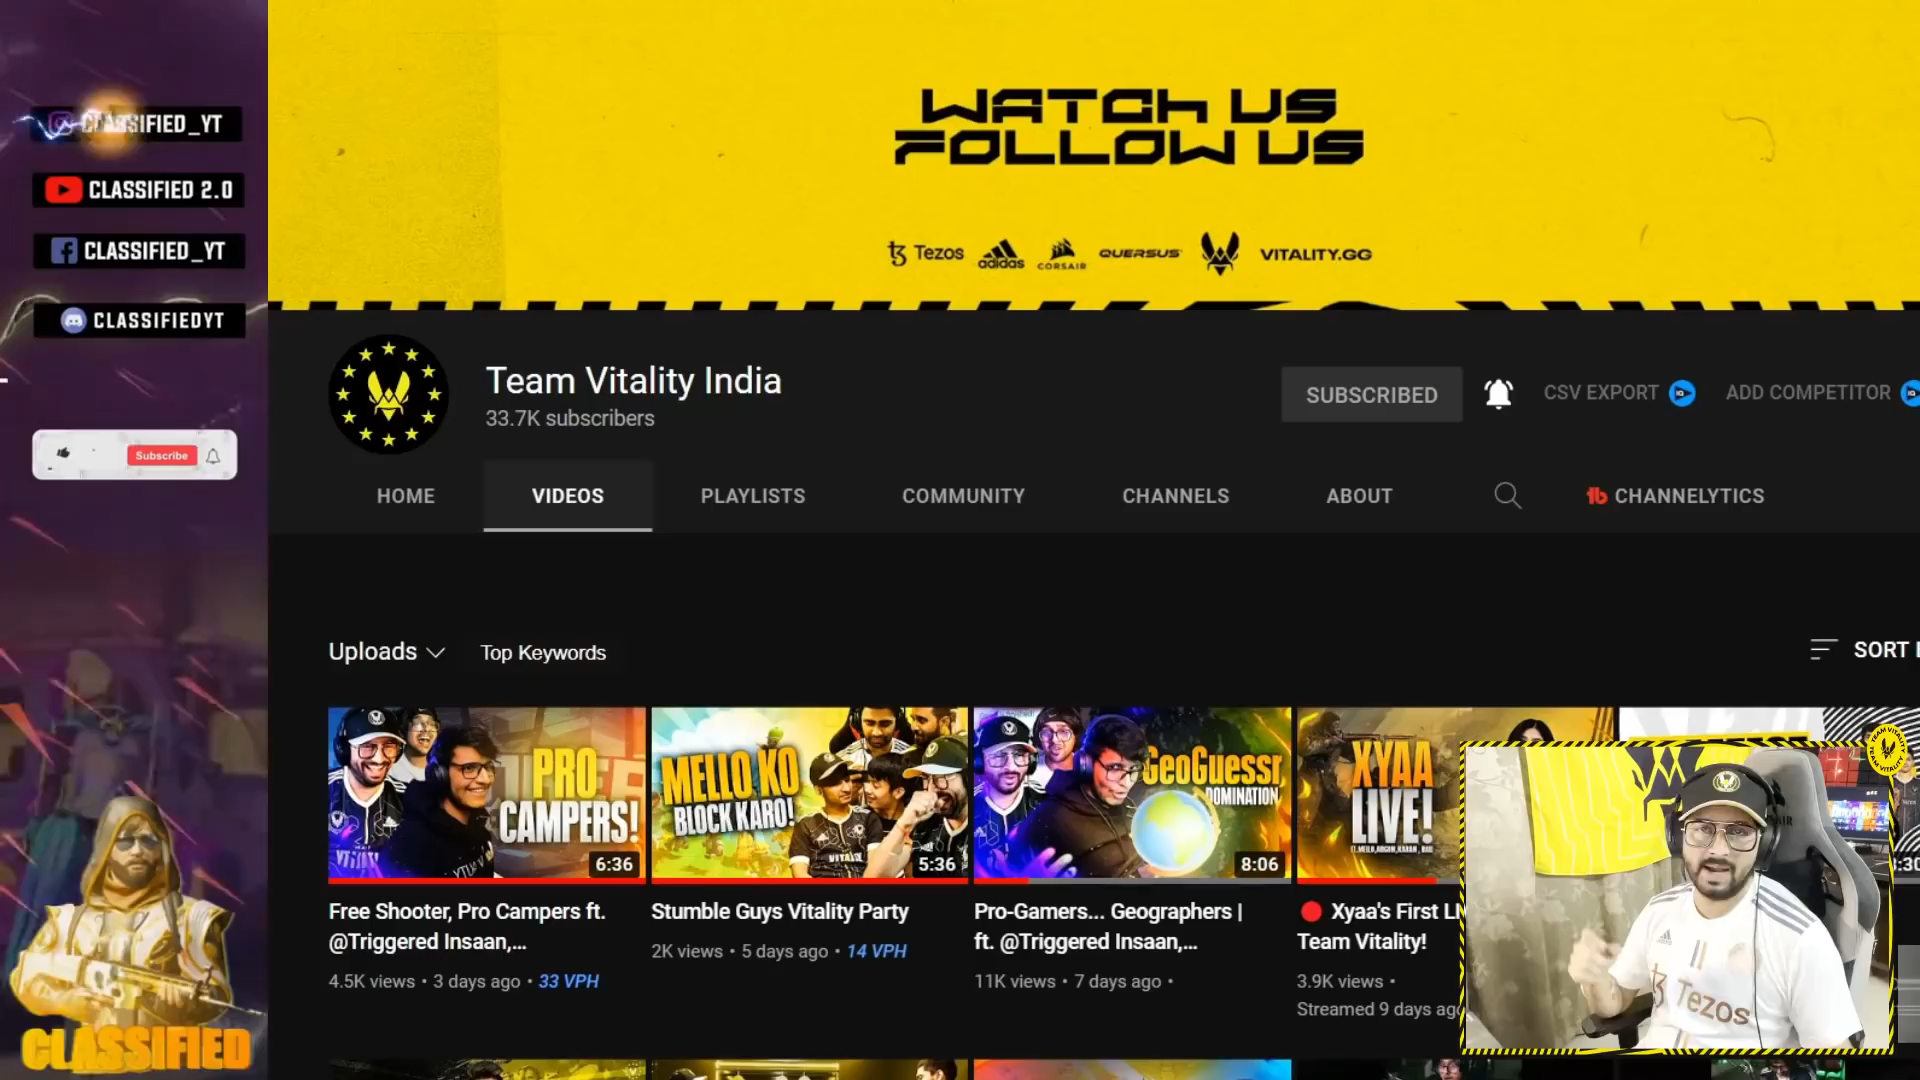 WATCH US
FOLLOW US
Tezos
adidas
CORSAIR
QUERSUS
VITALITY.GG
CLASSIFIED_YT
CLASSIFIED 2.0
CLASSIFIED_YT
CLASSIFIEDYT
Subscribe
CLASSIFIED
Team Vitality India
33.7K subscribers
SUBSCRIBED
CSV EXPORT
ADD COMPETITOR
HOME
VIDEOS
PLAYLISTS
COMMUNITY
CHANNELS
ABOUT
CHANNELYTICS
Uploads
Top Keywords
SORT
PRO
CAMPERS!
6:36
Free Shooter, Pro Campers ft.
@Triggered Insaan,...
4.5K views • 3 days ago • 33 VPH
MELLO KO
BLOCK KARO!
5:36
Stumble Guys Vitality Party
2K views • 5 days ago • 14 VPH
GeoGuessr
DOMINATION
8:06
Pro-Gamers... Geographers |
ft. @Triggered Insaan,...
11K views • 7 days ago •
XYAA
LIVE!
Xyaa's First
Team Vitality!
3.9K views •
Streamed 9 days ago
TEAM VITALITY
TEAM VITALITY
Tezos